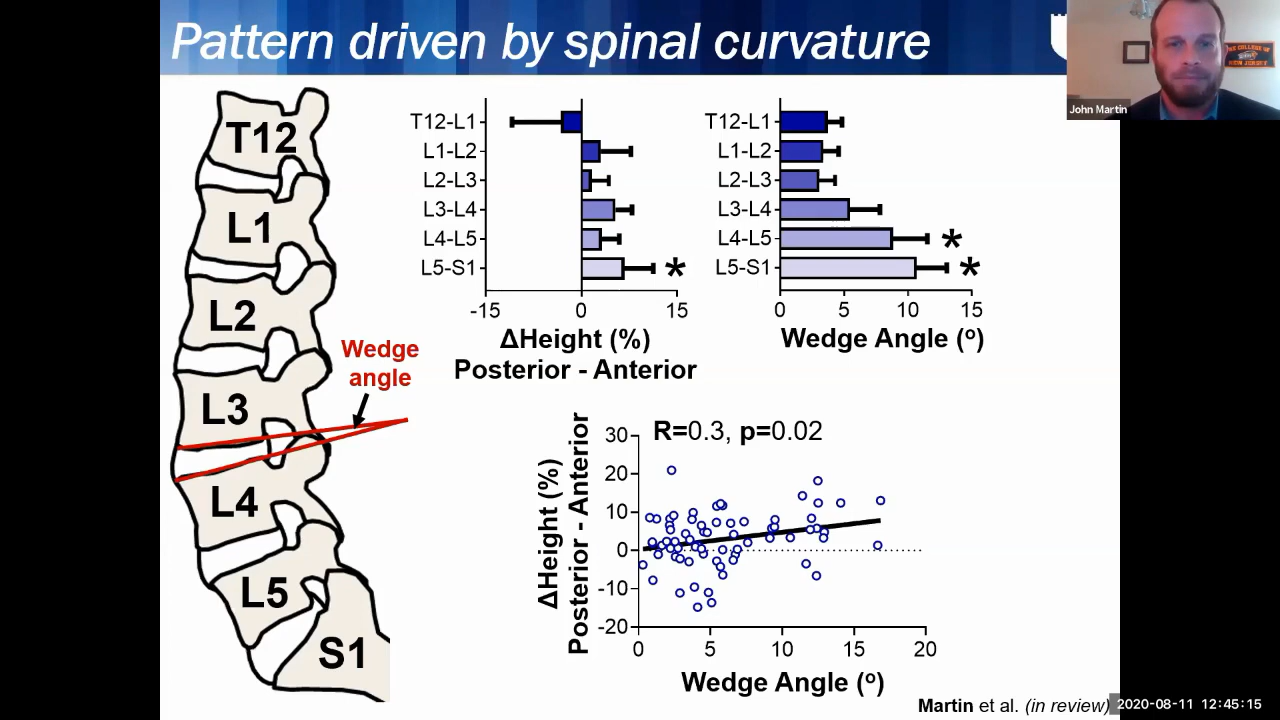 Pattern driven by spinal curvature
John Martin
T12
L1
L2
L3
L4
L5
S1
Wedge
angle
T12-L1
L1-L2
L2-L3
L3-L4
L4-L5
L5-S1
*
-15
0
15
ΔHeight (%)
Posterior - Anterior
T12-L1
L1-L2
L2-L3
L3-L4
L4-L5
L5-S1
*
*
0
5
10
15
Wedge Angle (º)
R=0.3, p=0.02
ΔHeight (%)
Posterior - Anterior
30
20
10
0
-10
-20
0
5
10
15
20
Wedge Angle (º)
Martin et al. (in review)
2020-08-11 12:45:15